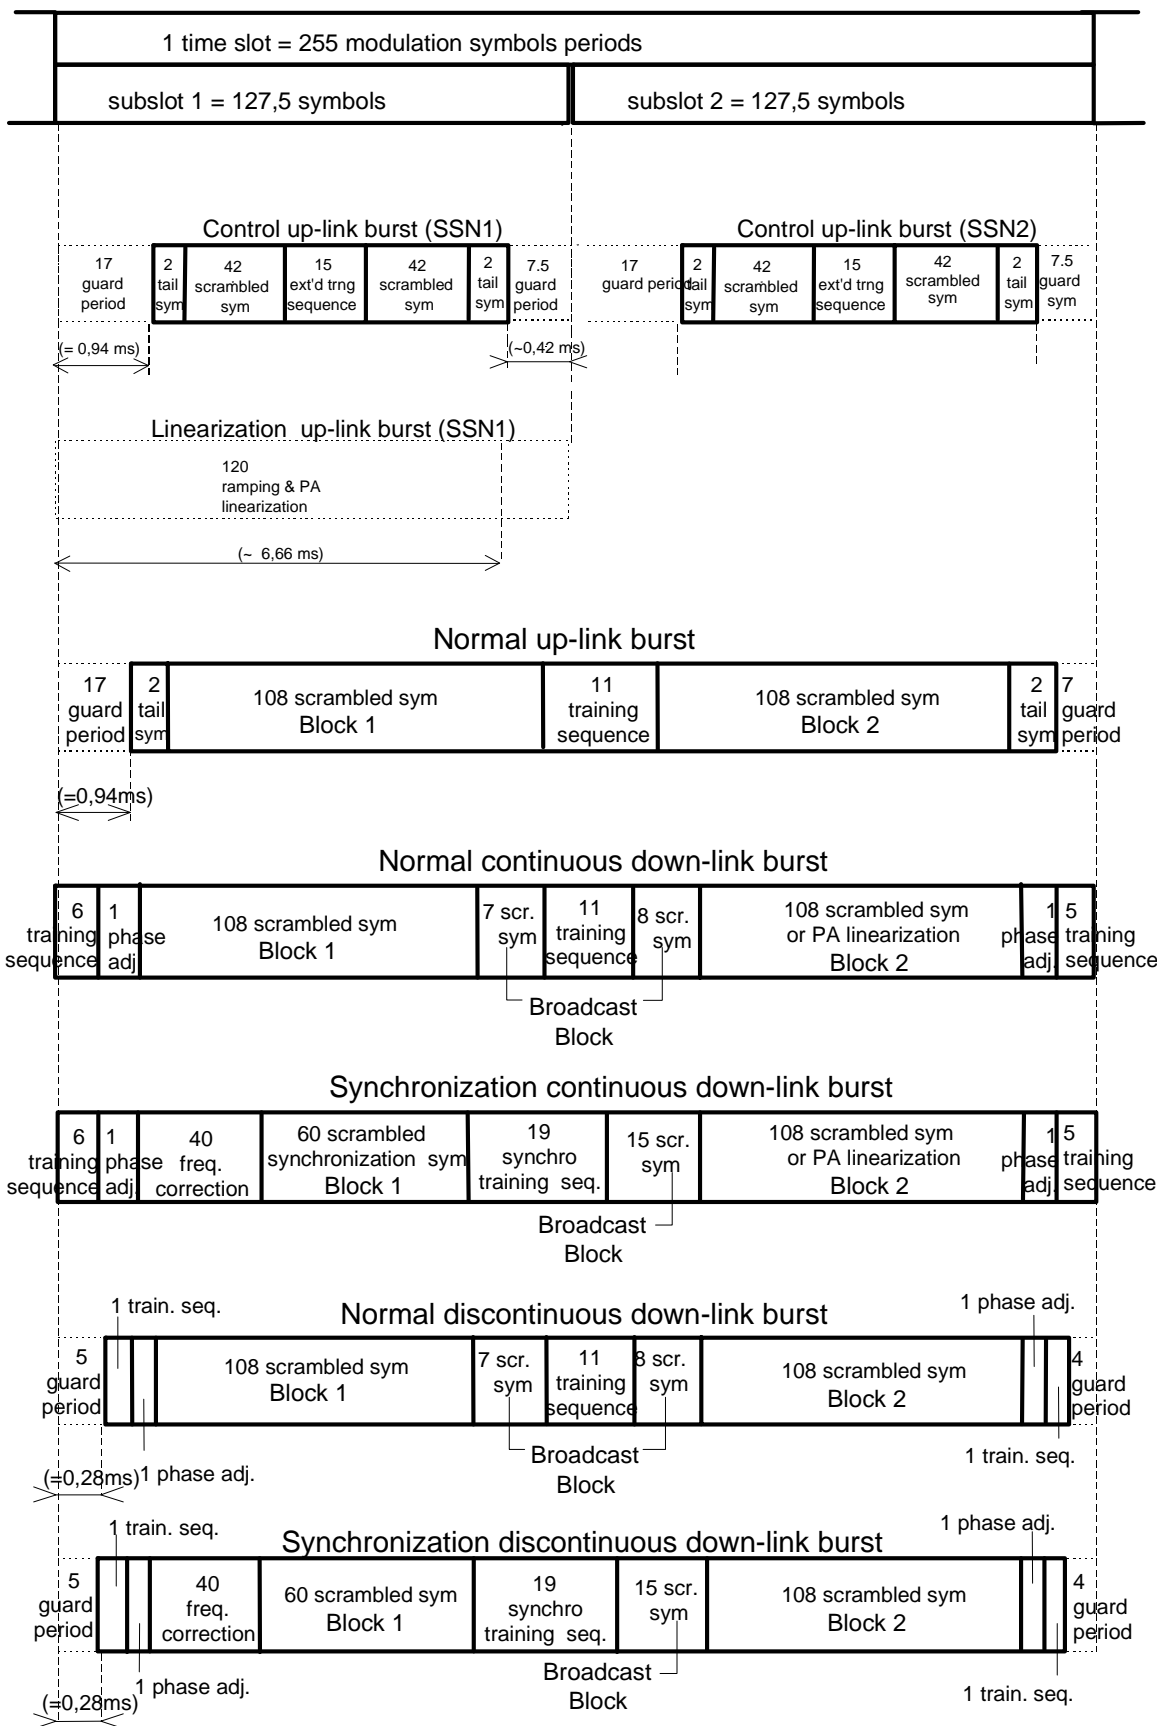 1 time slot = 255 modulation symbols periods
subslot 1 = 127,5 symbols
subslot 2 = 127,5 symbols
Control up-link burst (SSN1)
17
guard
period
2
tail
sym
42
scrambled
sym
15
ext'd trng
sequence
42
scrambled
sym
2
tail
sym
7.5
guard
period
(= 0,94 ms)
(~0,42 ms)
Control up-link burst (SSN2)
17
guard period
2
tail
sym
42
scrambled
sym
15
ext'd trng
sequence
42
scrambled
sym
2
tail
sym
7.5
guard
sym
Linearization up-link burst (SSN1)
120
ramping & PA
linearization
(~ 6,66 ms)
Normal up-link burst
17
guard
period
2
tail
sym
108 scrambled sym
Block 1
11
training
sequence
108 scrambled sym
Block 2
2
tail
sym
7
guard
period
(=0,94ms)
Normal continuous down-link burst
6
training
sequence
1
phase
adj.
108 scrambled sym
Block 1
7 scr.
sym
11
training
sequence
8 scr.
sym
108 scrambled sym
or PA linearization
Block 2
1
phase
adj.
5
training
sequence
Broadcast
Block
Synchronization continuous down-link burst
6
training
sequence
1
phase
adj.
40
freq.
correction
60 scrambled
synchronization sym
Block 1
19
synchro
training seq.
15 scr.
sym
108 scrambled sym
or PA linearization
Block 2
1
phase
adj.
5
training
sequence
Broadcast
Block
Normal discontinuous down-link burst
1 train. seq.
1 phase adj.
5
guard
period
108 scrambled sym
Block 1
7 scr.
sym
11
training
sequence
8 scr.
sym
108 scrambled sym
Block 2
4
guard
period
Broadcast
Block
1 train. seq.
(=0,28ms)
1 phase adj.
Synchronization discontinuous down-link burst
1 train. seq.
1 phase adj.
5
guard
period
40
freq.
correction
60 scrambled sym
Block 1
19
synchro
training seq.
15 scr.
sym
108 scrambled sym
Block 2
4
guard
period
Broadcast
Block
1 phase adj.
1 train. seq.
(=0,28ms)